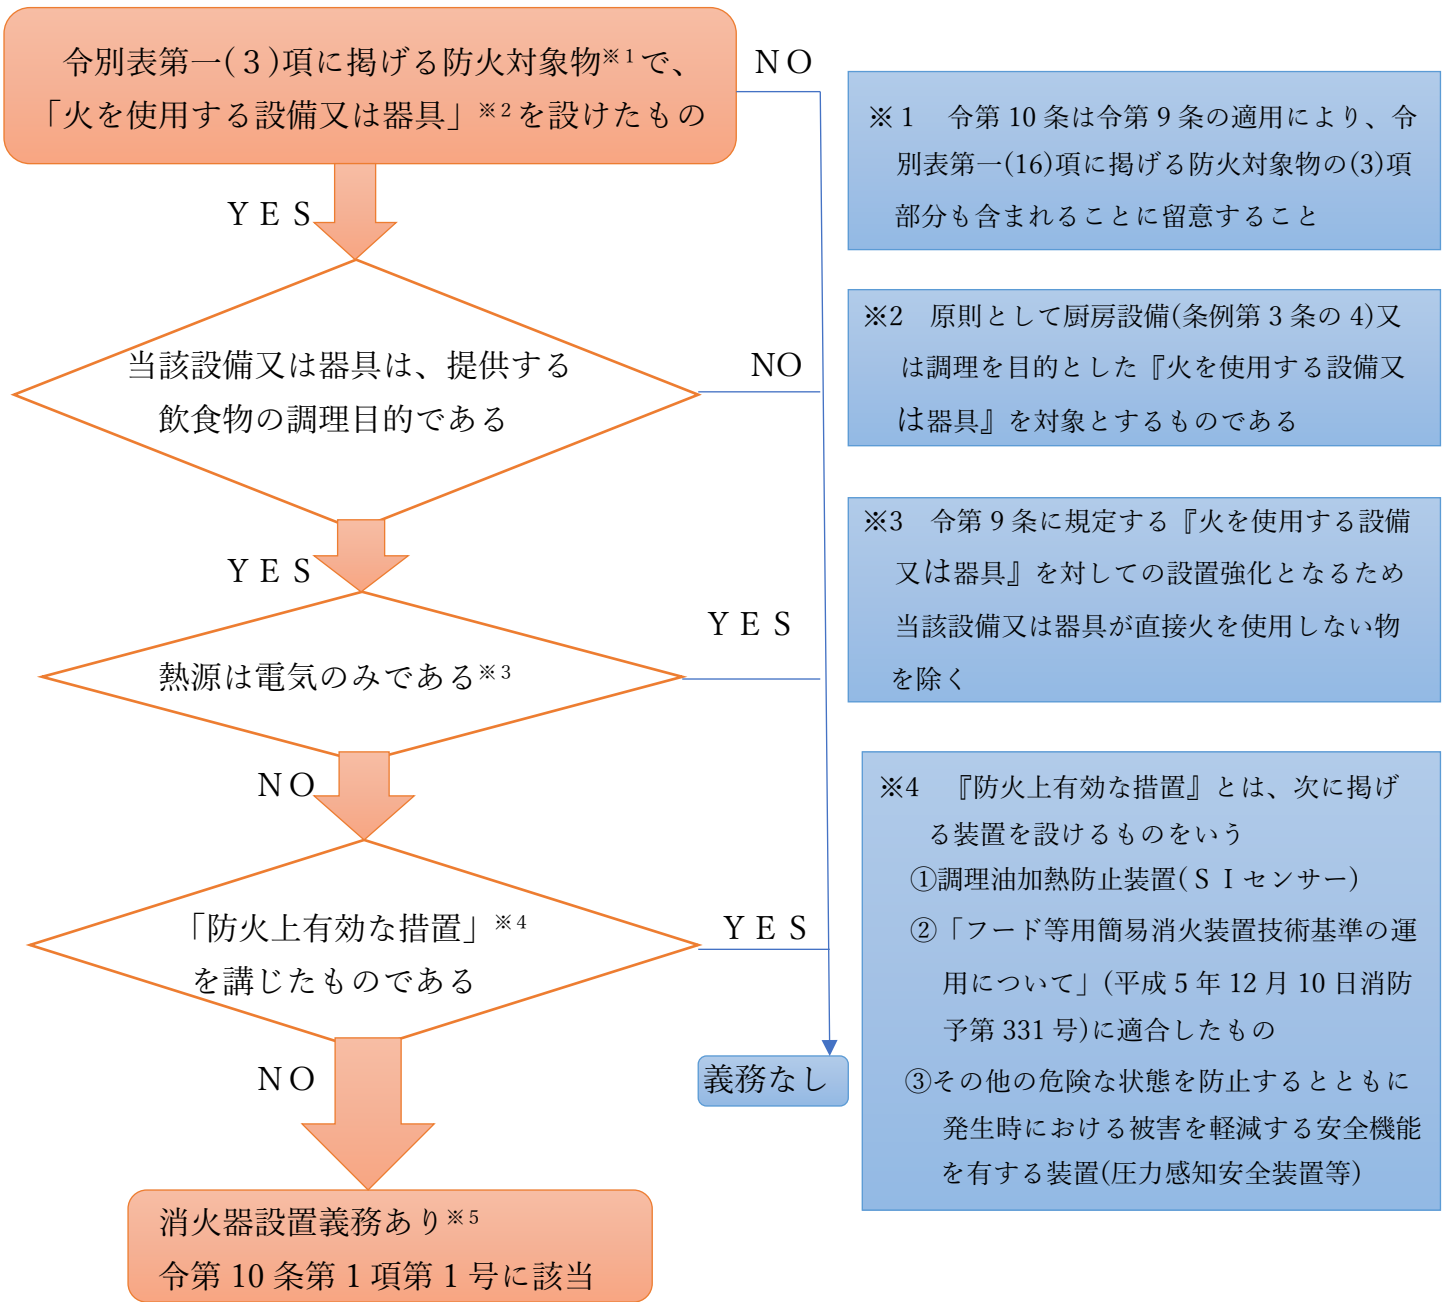 令別表第一(３)項に掲げる防火対象物※1で、
「火を使用する設備又は器具」※2を設けたもの
ＮＯ
ＹＥＳ
当該設備又は器具は、提供する
飲食物の調理目的である
NO
ＹＥＳ
熱源は電気のみである※3
ＹＥＳ
ＮＯ
「防火上有効な措置」※4
を講じたものである
ＹＥＳ
ＮＯ
義務なし
消火器設置義務あり※5
令第 10 条第 1 項第 1 号に該当
※１　令第 10 条は令第 9 条の適用により、令
別表第一(16)項に掲げる防火対象物の(3)項
部分も含まれることに留意すること
※2　原則として厨房設備(条例第 3 条の 4)又
は調理を目的とした『火を使用する設備又
は器具』を対象とするものである
※3　令第 9 条に規定する『火を使用する設備
又は器具』を対しての設置強化となるため
当該設備又は器具が直接火を使用しない物
を除く
※4　『防火上有効な措置』とは、次に掲げ
る装置を設けるものをいう
①調理油加熱防止装置(ＳＩセンサー)
②「フード等用簡易消火装置技術基準の運
用について」(平成 5 年 12 月 10 日消防
予第 331 号)に適合したもの
③その他の危険な状態を防止するとともに
発生時における被害を軽減する安全機能
を有する装置(圧力感知安全装置等)